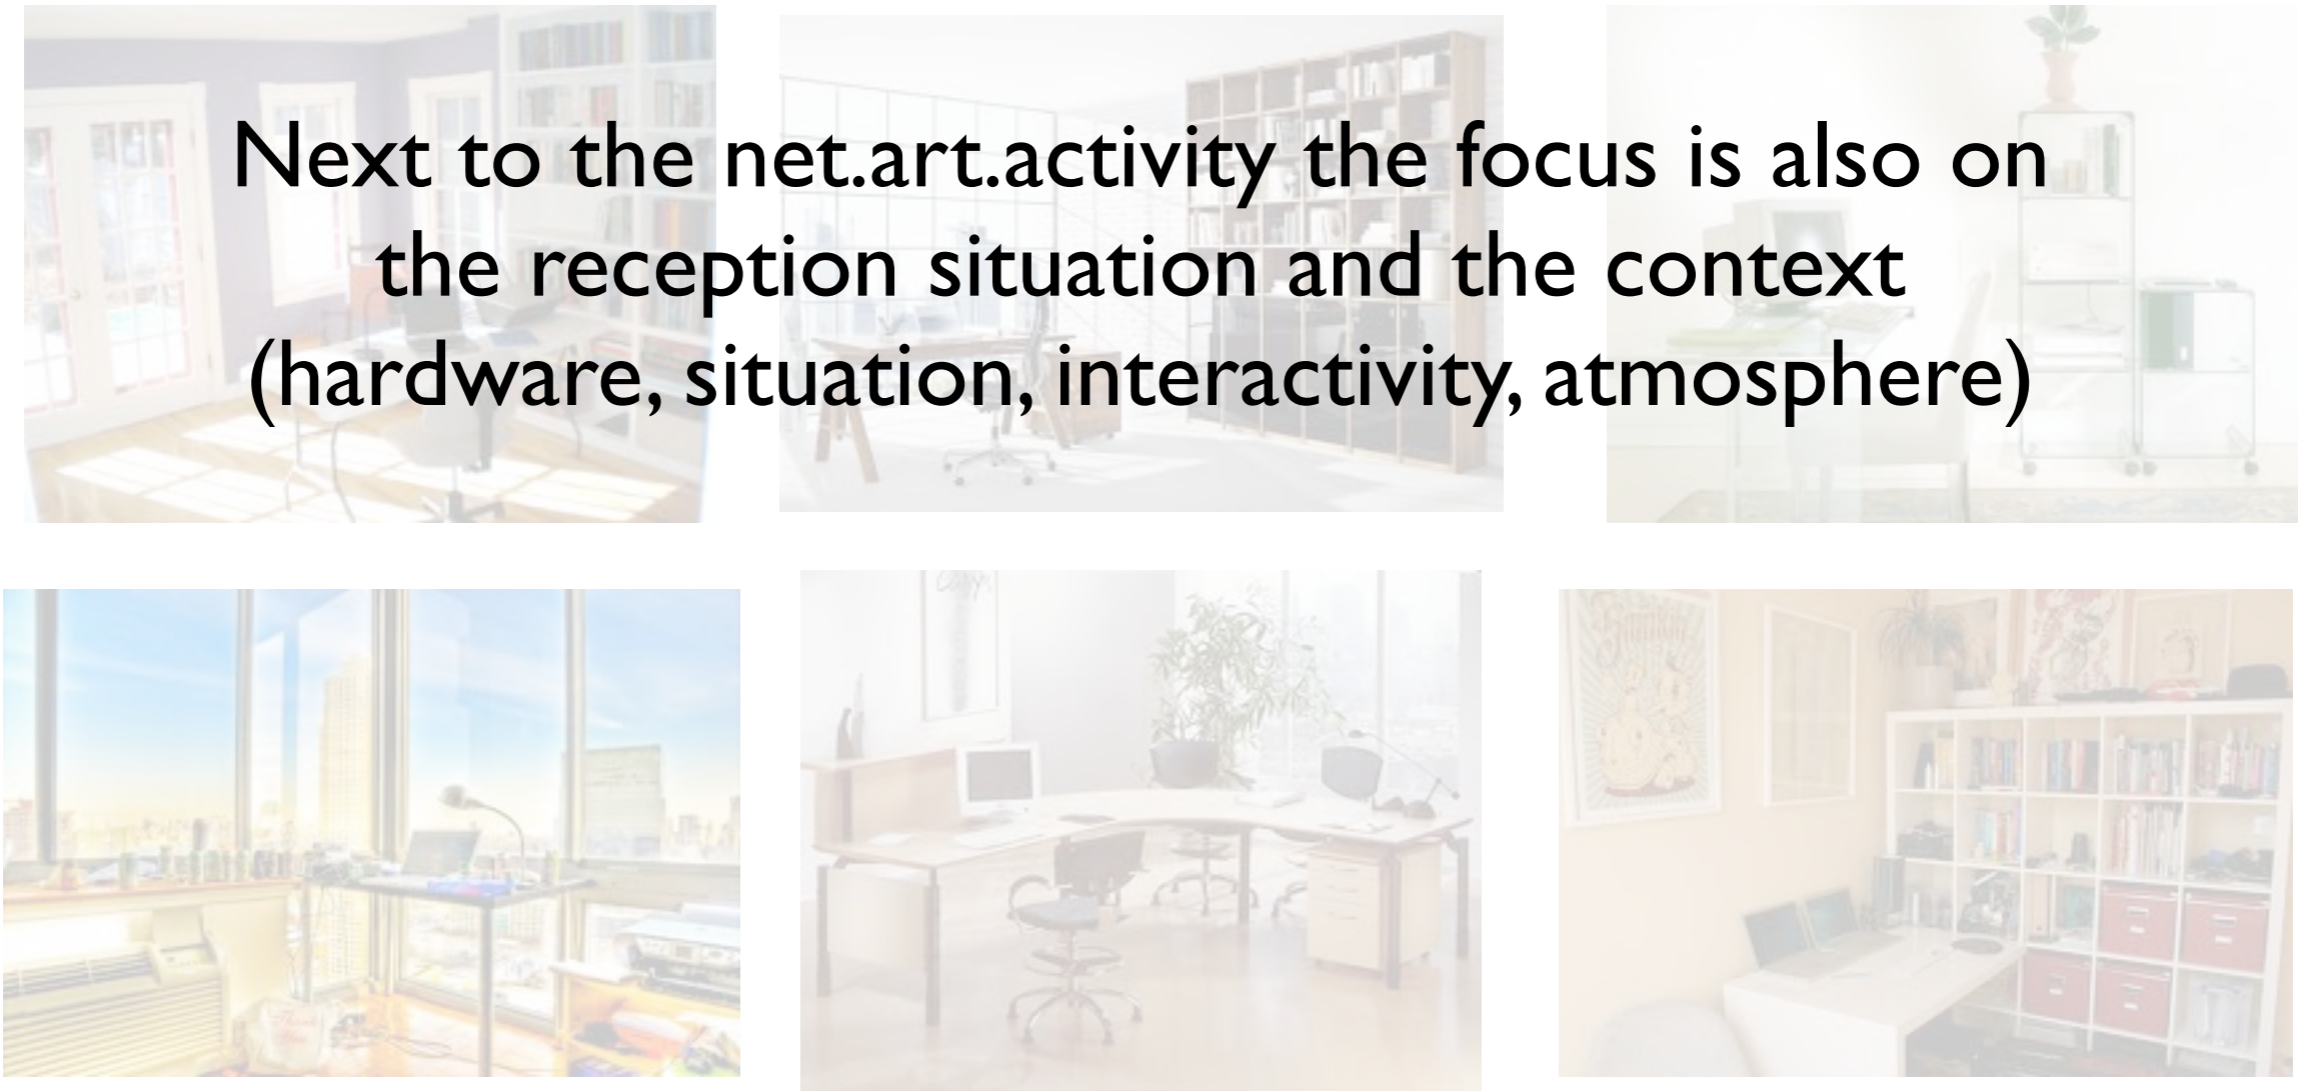 Next to the net.art.activity the focus is also on
the reception situation and the context
(hardware, situation, interactivity, atmosphere)